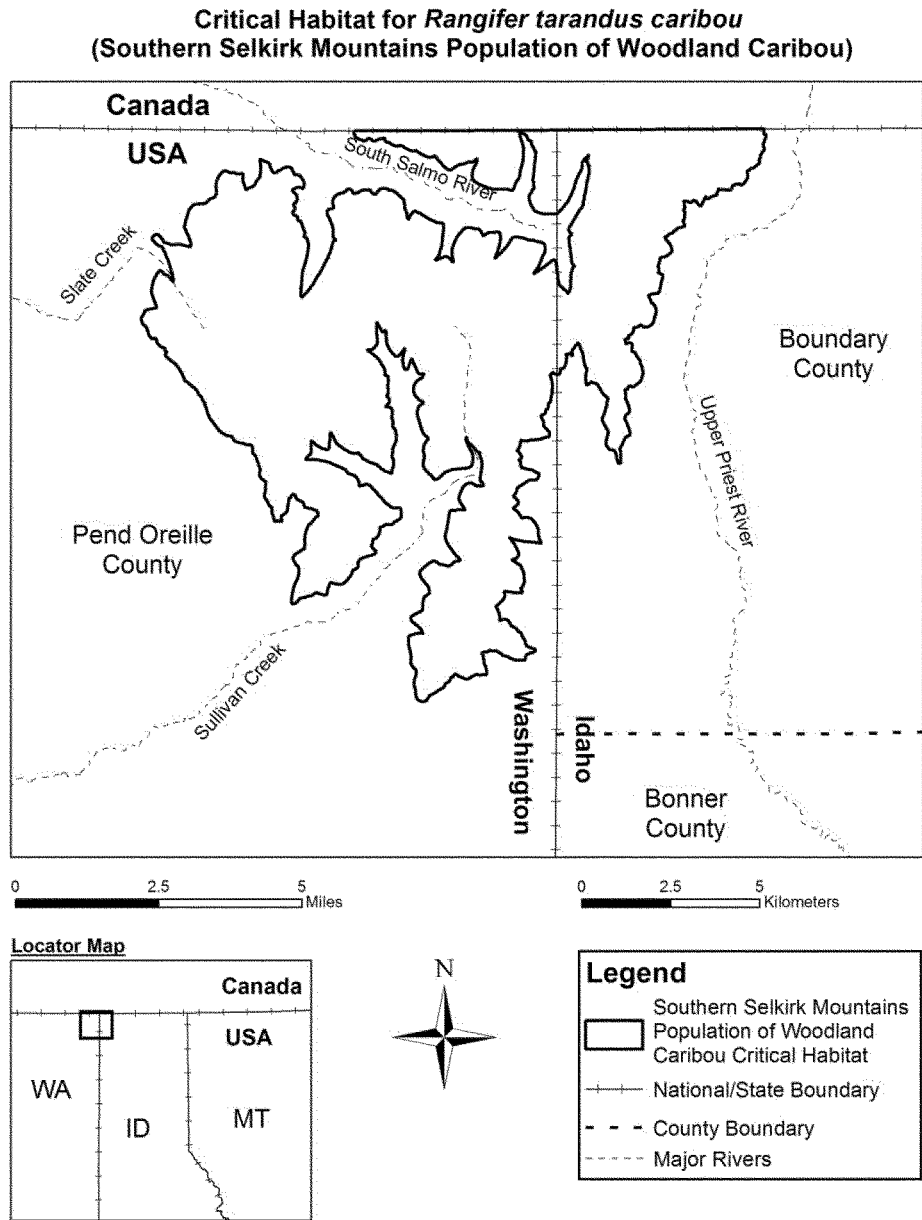 Critical Habitat for Rangifer tarandus caribou
(Southern Selkirk Mountains Population of Woodland Caribou)
Canada
USA
South Salmo River
Slate Creek
Boundary
County
Upper Priest River
Pend Oreille
County
Sullivan Creek
Washington
Idaho
Bonner
County
0 2.5 5 Miles
0 2.5 5 Kilometers
Locator Map
Canada
USA
WA
ID
MT
N
Legend
Southern Selkirk Mountains
Population of Woodland
Caribou Critical Habitat
National/State Boundary
County Boundary
Major Rivers